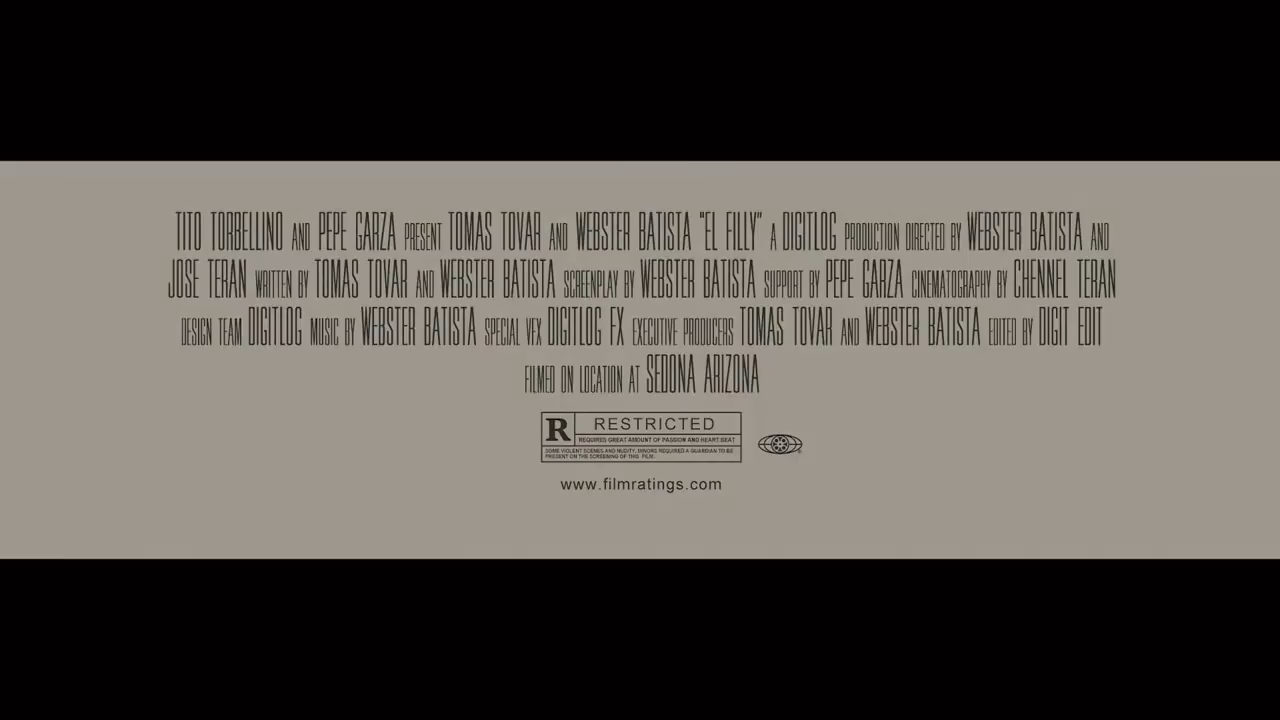 TITO TORBELLINO AND PEPE GARZA PRESENT TOMAS TOVAR AND WEBSTER BATISTA "EL FILLY" A DIGITLOG PRODUCTION DIRECTED BY WEBSTER BATISTA AND
JOSE TERAN WRITTEN BY TOMAS TOVAR AND WEBSTER BATISTA SCREENPLAY BY WEBSTER BATISTA SUPPORT BY PEPE GARZA CINEMATOGRAPHY BY CHENNEL TERAN
DESIGN TEAM DIGITLOG MUSIC BY WEBSTER BATISTA SPECIAL VFX DIGITLOG FX EXECUTIVE PRODUCERS TOMAS TOVAR AND WEBSTER BATISTA EDITED BY DIGIT EDIT
FILMED ON LOCATION AT SEDONA ARIZONA
R RESTRICTED
REQUIRES GREAT AMOUNT OF PASSION AND HEART BEAT
SOME VIOLENT SCENES AND NUDITY, MINORS REQUIRED A GUARDIAN TO BE
PRESENT ON THE SCREENING OF THIS FILM.
www.filmratings.com